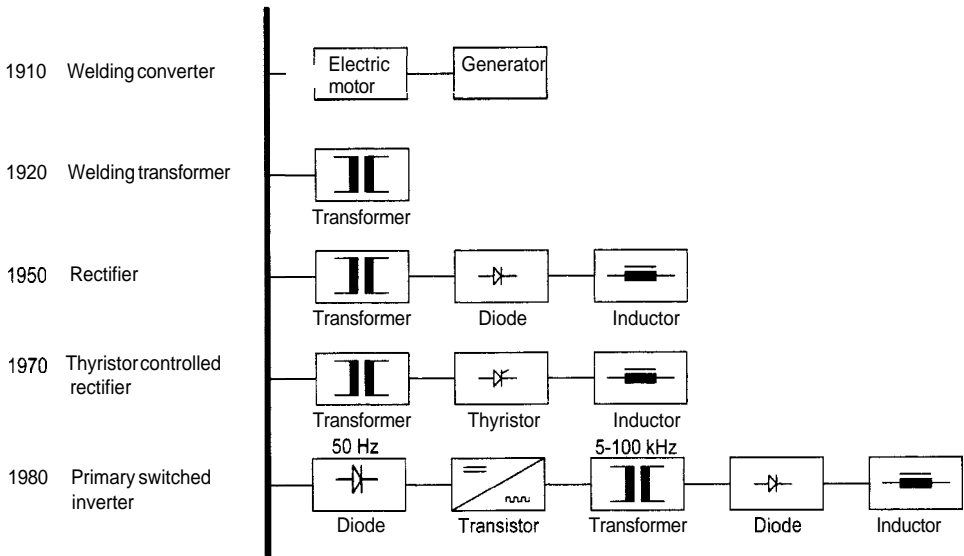 1910 Welding converter
Electric
motor
Generator
1920 Welding transformer
Transformer
1950 Rectifier
Transformer Diode Inductor
1970 Thyristor controlled
rectifier
Transformer Thyristor Inductor
50 Hz 5-100 kHz
1980 Primary switched
inverter
Diode Transistor Transformer Diode Inductor